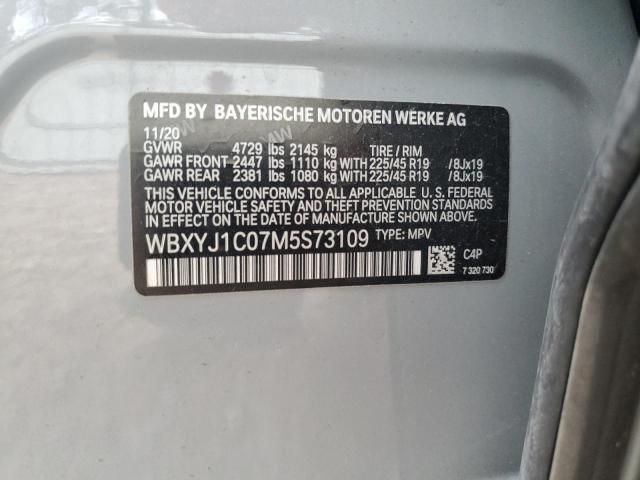 MFD BY BAYERISCHE MOTOREN WERKE AG
11/20
GVWR 4729 lbs 2145 kg TIRE / RIM
GAWR FRONT 2447 lbs 1110 kg WITH 225/45 R19 /8Jx19
GAWR REAR 2381 lbs 1080 kg WITH 225/45 R19 /8Jx19
THIS VEHICLE CONFORMS TO ALL APPLICABLE U. S. FEDERAL
MOTOR VEHICLE SAFETY AND THEFT PREVENTION STANDARDS
IN EFFECT ON THE DATE OF MANUFACTURE SHOWN ABOVE.
WBXYJ1C07M5S73109 TYPE: MPV
C4P
7 320 730